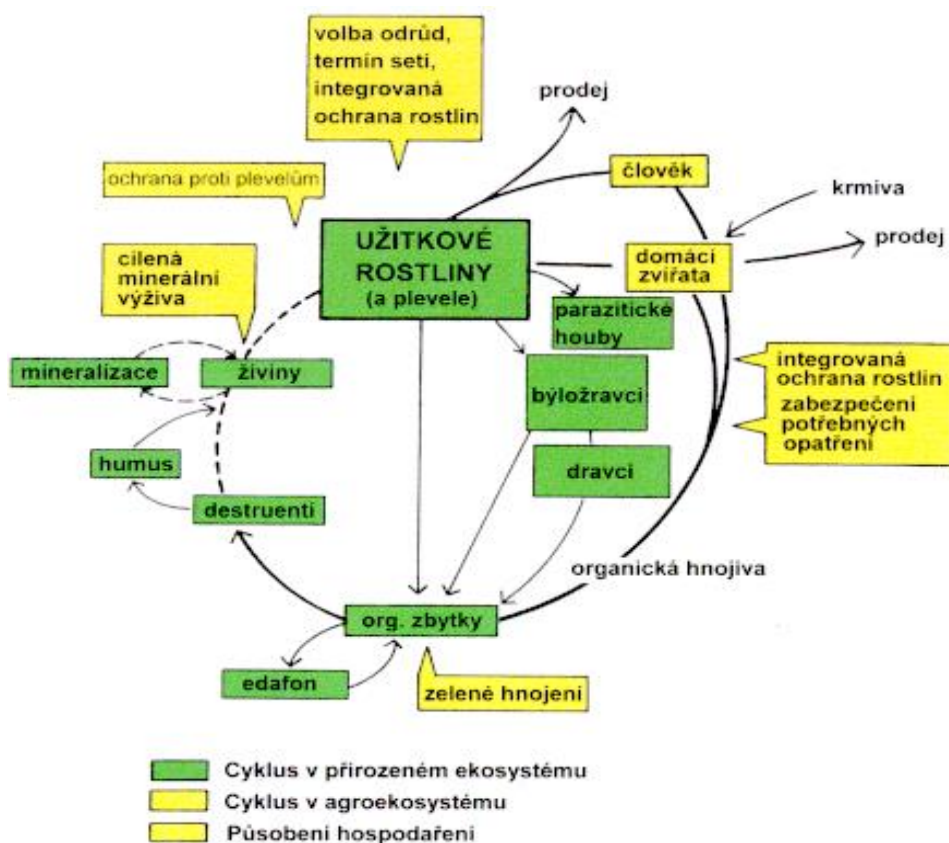 volba odrůd,
termín setí,
integrovaná
ochrana rostlin
prodej
ochrana proti plevelům
člověk
krmiva
UŽITKOVÉ
ROSTLINY
(a plevele)
domácí
zvířata
prodej
cílená
minerální
výživa
parazitické
houby
mineralizace
živiny
býložravci
integrovaná
ochrana rostlin
zabezpečení
potřebných
opatření
humus
dravci
destruenti
organická hnojiva
org. zbytky
edafon
zelené hnojení
Cyklus v přirozeném ekosystému
Cyklus v agroekosystému
Působení hospodaření